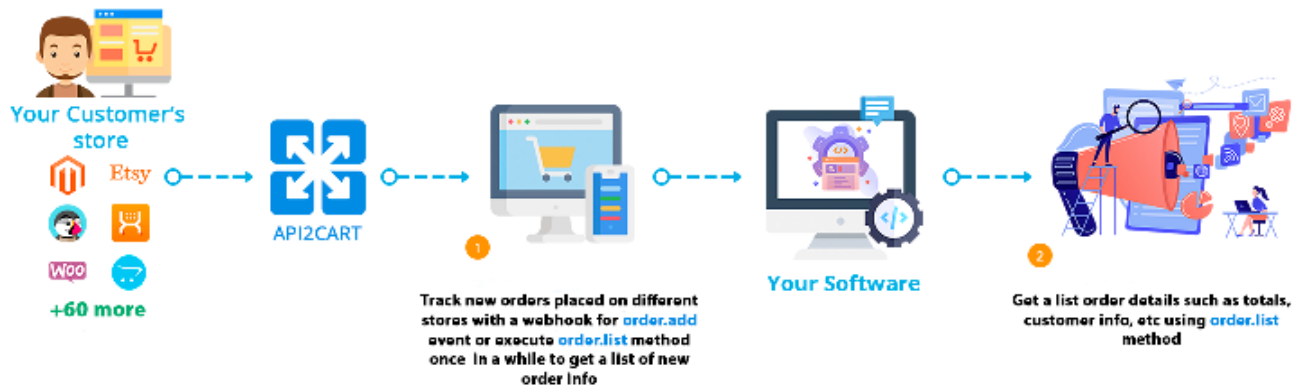 Your Customer's
store
Etsy
WOO
+60 more
API2CART
1
Track new orders placed on different
stores with a webhook for order.add
event or execute order.list method
once in a while to get a list of new
order info
Your Software
2
Get a list order details such as totals,
customer info, etc using order.list
method